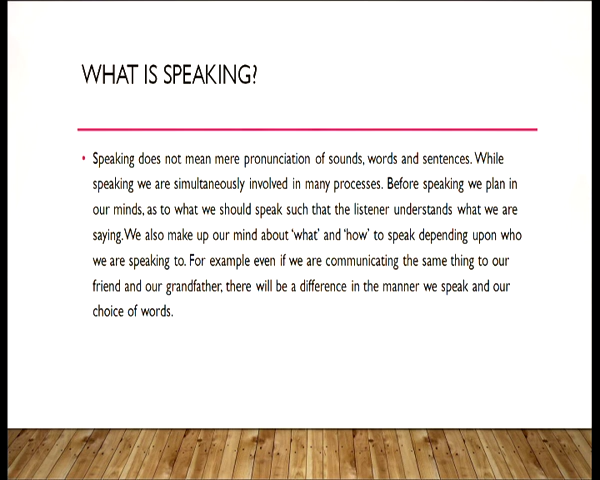 WHAT IS SPEAKING?
• Speaking does not mean mere pronunciation of sounds, words and sentences. While
speaking we are simultaneously involved in many processes. Before speaking we plan in
our minds, as to what we should speak such that the listener understands what we are
saying. We also make up our mind about ‘what’ and ‘how’ to speak depending upon who
we are speaking to. For example even if we are communicating the same thing to our
friend and our grandfather, there will be a difference in the manner we speak and our
choice of words.